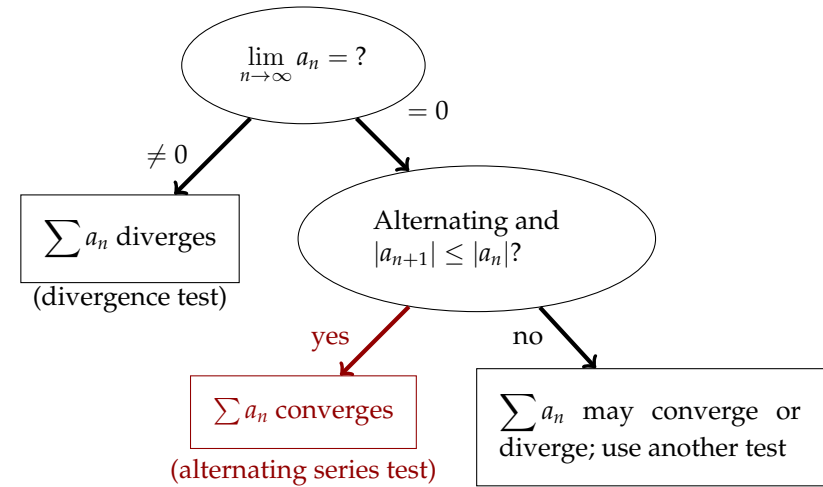 lim a_n = ?
n→∞
= 0
≠ 0
∑ a_n diverges
(divergence test)
Alternating and
|a_{n+1}| ≤ |a_n|?
yes
no
∑ a_n converges
(alternating series test)
∑ a_n may converge or
diverge; use another test